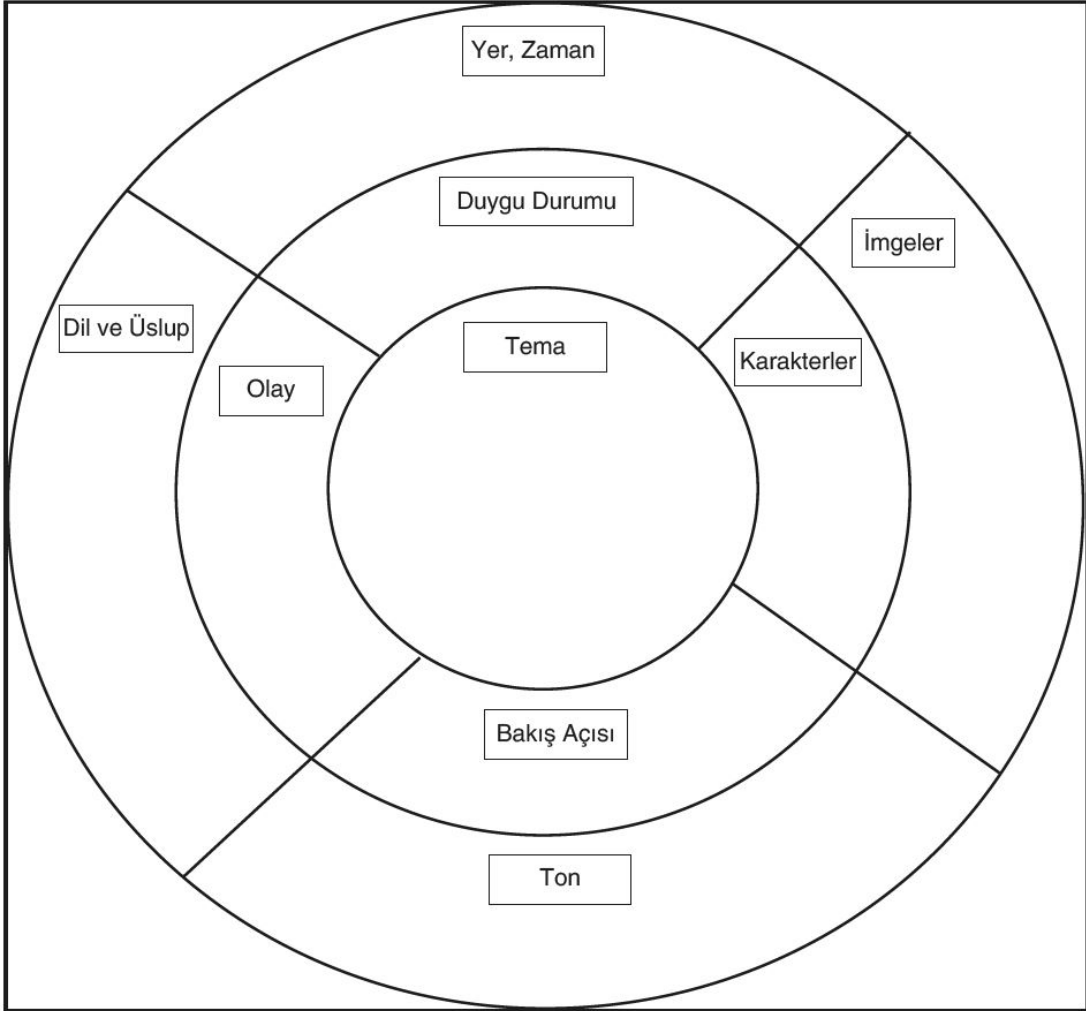 Yer, Zaman
Duygu Durumu
İmgeler
Dil ve Üslup
Tema
Karakterler
Olay
Bakış Açısı
Ton